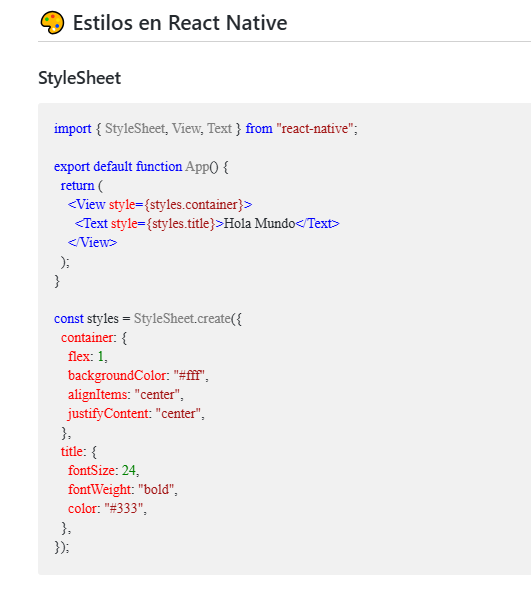 🎨 Estilos en React Native
StyleSheet
import { StyleSheet, View, Text } from "react-native";
export default function App() {
  return (
    <View style={styles.container}>
      <Text style={styles.title}>Hola Mundo</Text>
    </View>
  );
}
const styles = StyleSheet.create({
  container: {
    flex: 1,
    backgroundColor: "#fff",
    alignItems: "center",
    justifyContent: "center",
  },
  title: {
    fontSize: 24,
    fontWeight: "bold",
    color: "#333",
  },
});